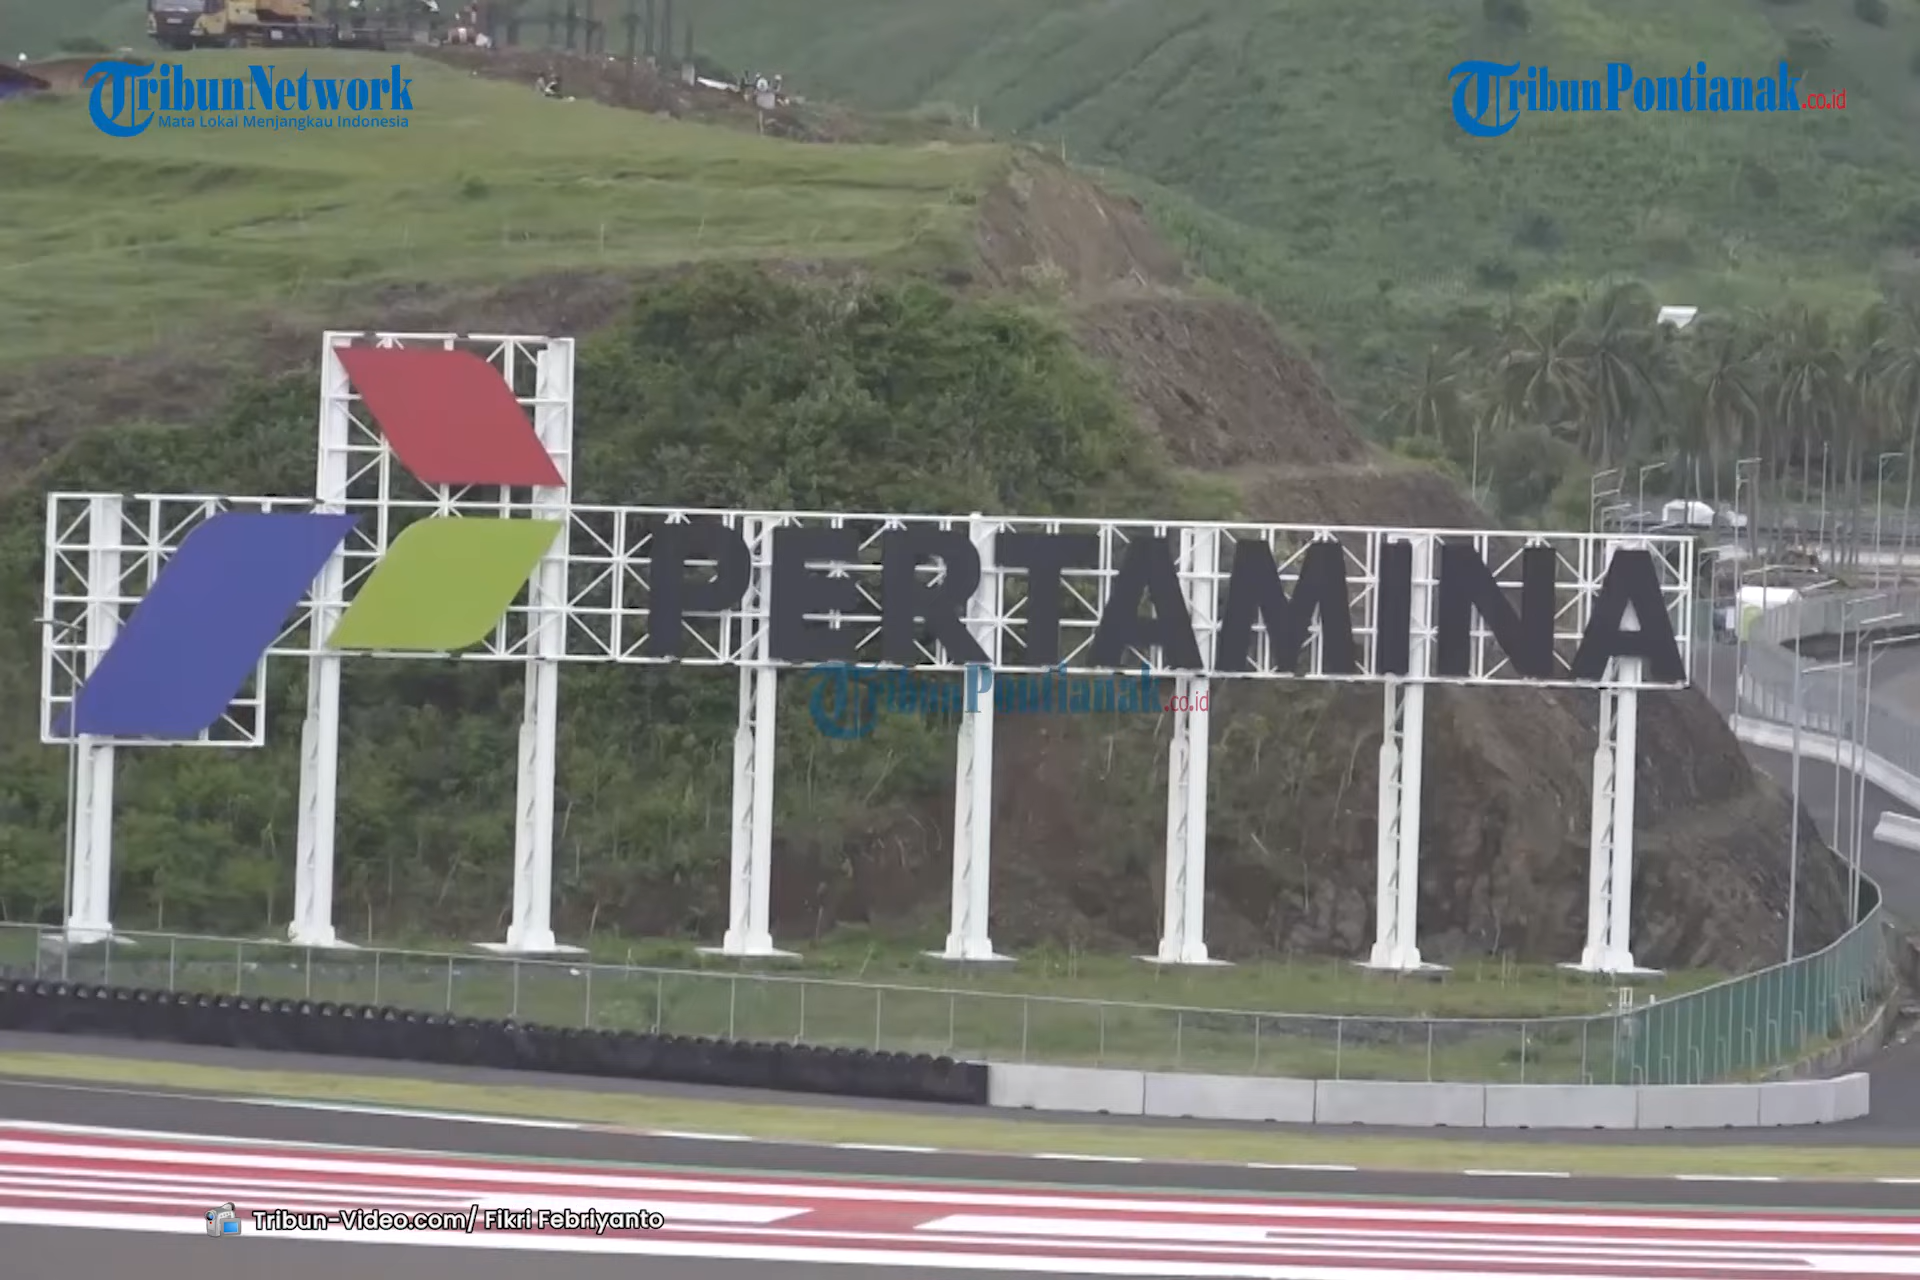 TribunNetwork
Mata Lokal Menjangkau Indonesia
TribunPontianak.co.id
PERTAMINA
TribunPontianak.co.id
Tribun-Video.com/ Fikri Febriyanto